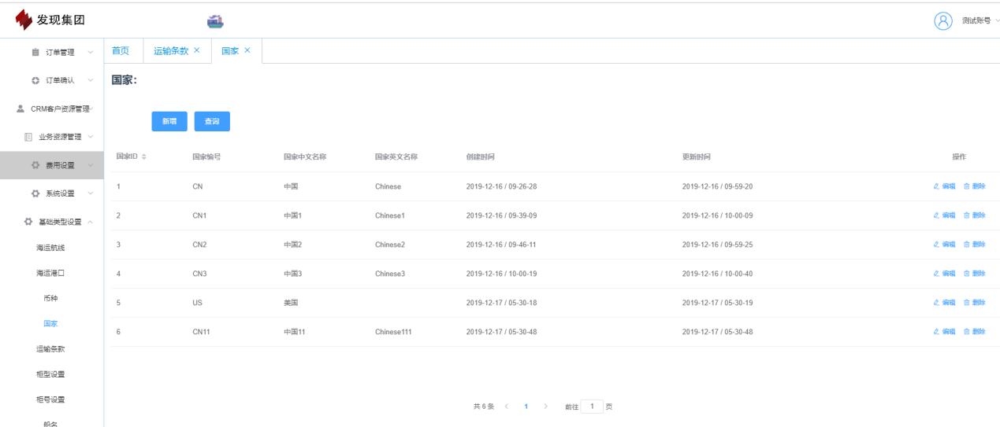 发现集团
测试账号
订单管理
订单确认
CRM客户资源管理
业务资源管理
费用设置
系统设置
基础类型设置
海运航线
海运港口
币种
国家
运输条款
柜型设置
柜号设置
船名
首页 运输条款 × 国家 ×
国家:
新增 查询
国家ID 国家编号 国家中文名称 国家英文名称 创建时间 更新时间 操作
1 CN 中国 Chinese 2019-12-16 / 09-26-28 2019-12-16 / 09-59-20 编辑 删除
2 CN1 中国1 Chinese1 2019-12-16 / 09-39-09 2019-12-16 / 10-00-09 编辑 删除
3 CN2 中国2 Chinese2 2019-12-16 / 09-46-11 2019-12-16 / 09-59-25 编辑 删除
4 CN3 中国3 Chinese3 2019-12-16 / 10-00-19 2019-12-16 / 10-00-40 编辑 删除
5 US 美国 2019-12-17 / 05-30-18 2019-12-17 / 05-30-19 编辑 删除
6 CN11 中国11 Chinese111 2019-12-17 / 05-30-48 2019-12-17 / 05-30-48 编辑 删除
共 6 条 < 1 > 前往 1 页